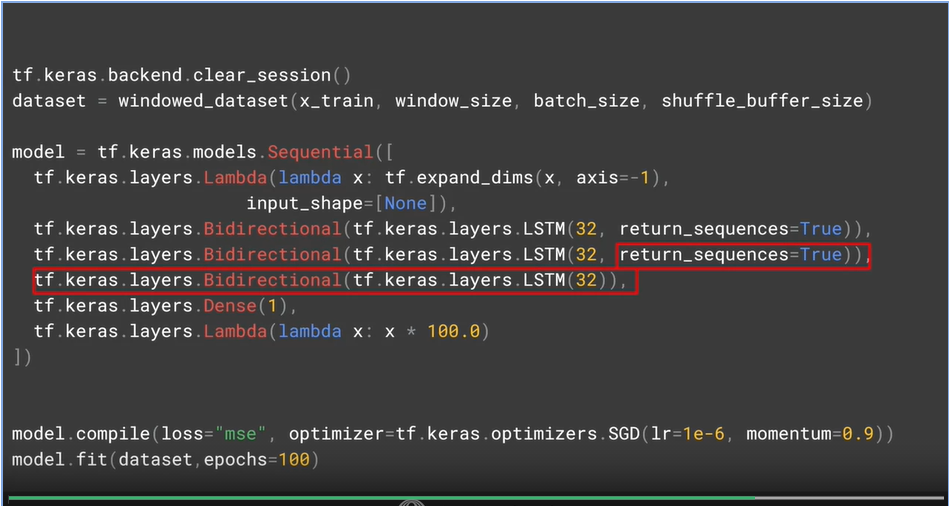 tf.keras.backend.clear_session()
dataset = windowed_dataset(x_train, window_size, batch_size, shuffle_buffer_size)
model = tf.keras.models.Sequential([
tf.keras.layers.Lambda(lambda x: tf.expand_dims(x, axis=-1),
input_shape=[None]),
tf.keras.layers.Bidirectional(tf.keras.layers.LSTM(32, return_sequences=True)),
tf.keras.layers.Bidirectional(tf.keras.layers.LSTM(32, return_sequences=True)),
tf.keras.layers.Bidirectional(tf.keras.layers.LSTM(32)),
tf.keras.layers.Dense(1),
tf.keras.layers.Lambda(lambda x: x * 100.0)
])
model.compile(loss="mse", optimizer=tf.keras.optimizers.SGD(lr=1e-6, momentum=0.9))
model.fit(dataset,epochs=100)